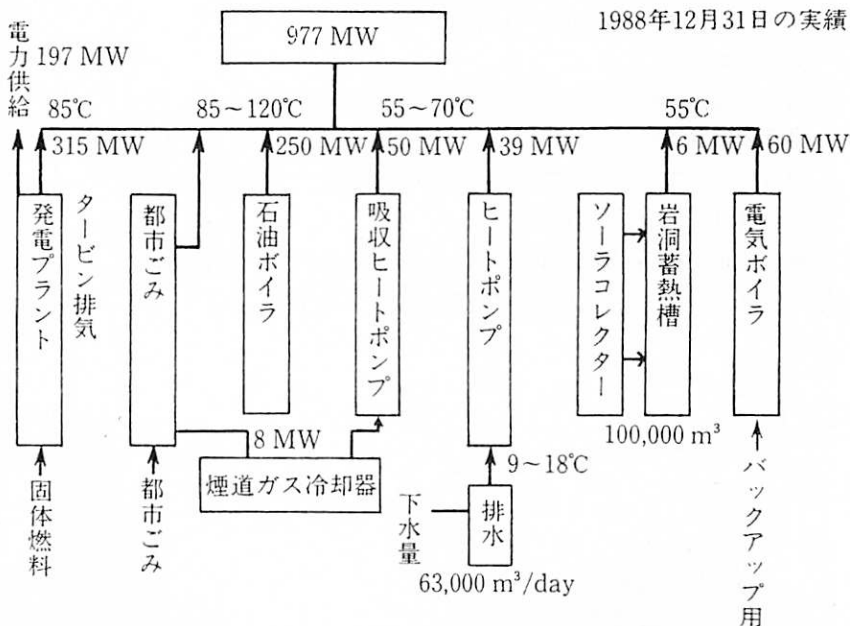 1988年12月31日の実績
977 MW
電力供給
197 MW
85℃
85～120℃
55～70℃
55℃
315 MW
250 MW
50 MW
39 MW
6 MW
60 MW
発電プラント
タービン排気
都市ごみ
石油ボイラ
吸収ヒートポンプ
ヒートポンプ
ソーラコレクター
岩洞蓄熱槽
電気ボイラ
100,000 m³
8 MW
煙道ガス冷却器
9～18℃
固体燃料
都市ごみ
下水量
排水
63,000 m³/day
バックアップ用